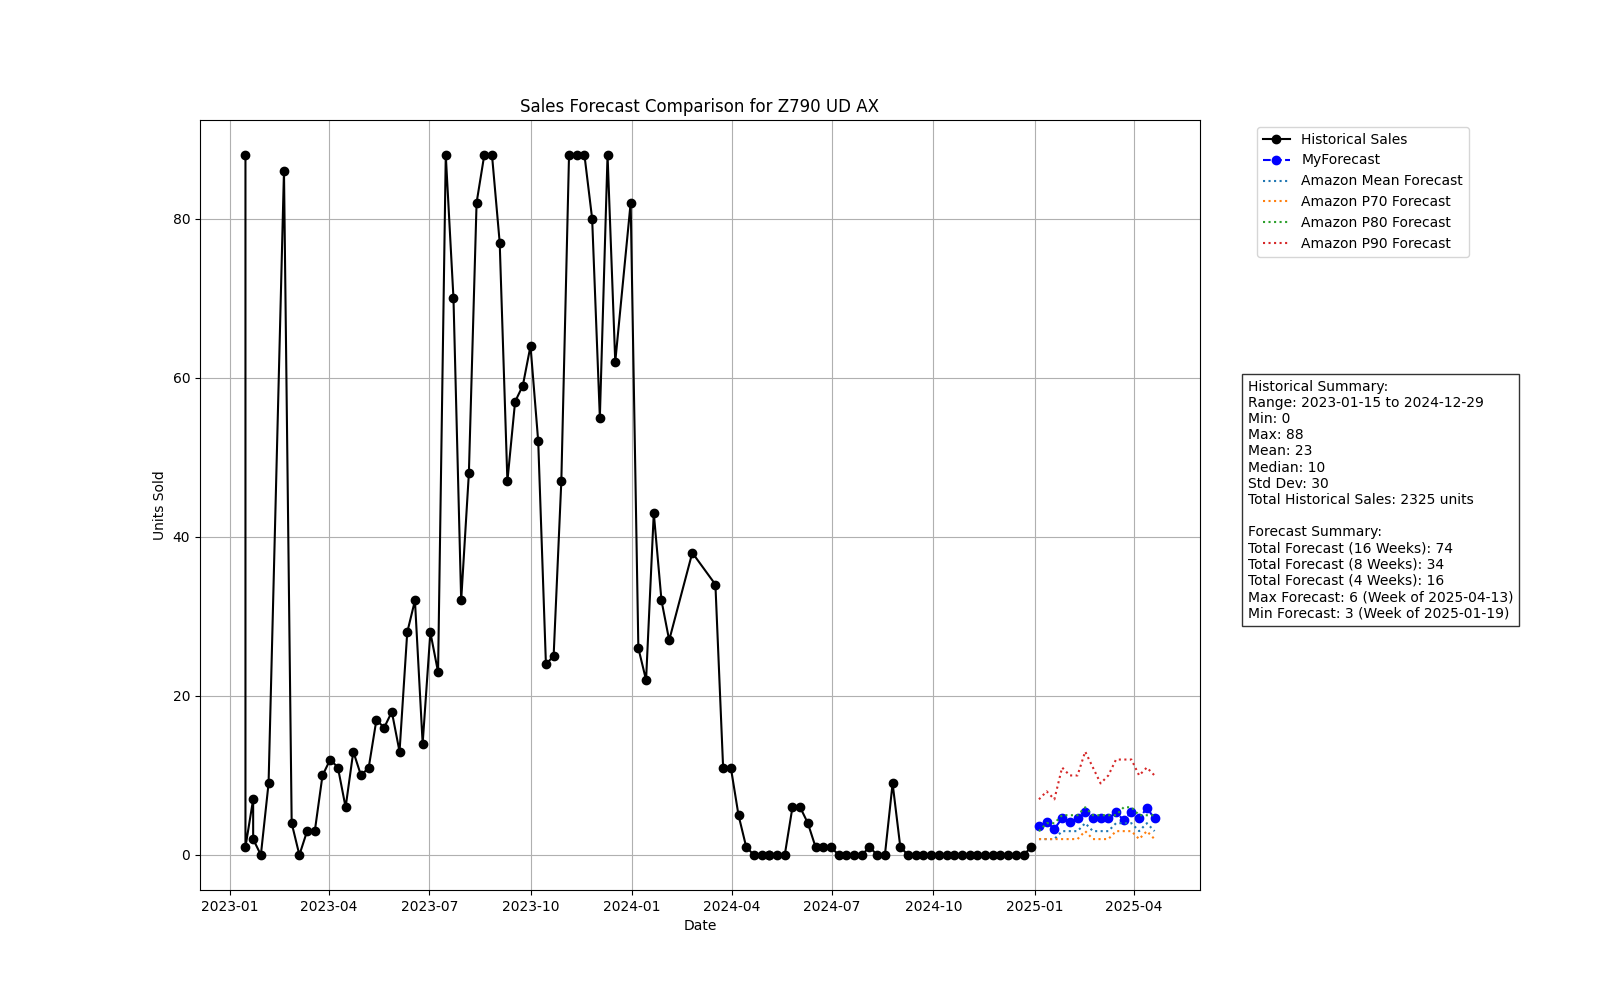 Sales Forecast Comparison for Z790 UD AX
Units Sold
80
60
40
20
0
2023-01
2023-04
2023-07
2023-10
2024-01
2024-04
2024-07
2024-10
2025-01
2025-04
Date
Historical Sales
MyForecast
Amazon Mean Forecast
Amazon P70 Forecast
Amazon P80 Forecast
Amazon P90 Forecast
Historical Summary:
Range: 2023-01-15 to 2024-12-29
Min: 0
Max: 88
Mean: 23
Median: 10
Std Dev: 30
Total Historical Sales: 2325 units
Forecast Summary:
Total Forecast (16 Weeks): 74
Total Forecast (8 Weeks): 34
Total Forecast (4 Weeks): 16
Max Forecast: 6 (Week of 2025-04-13)
Min Forecast: 3 (Week of 2025-01-19)